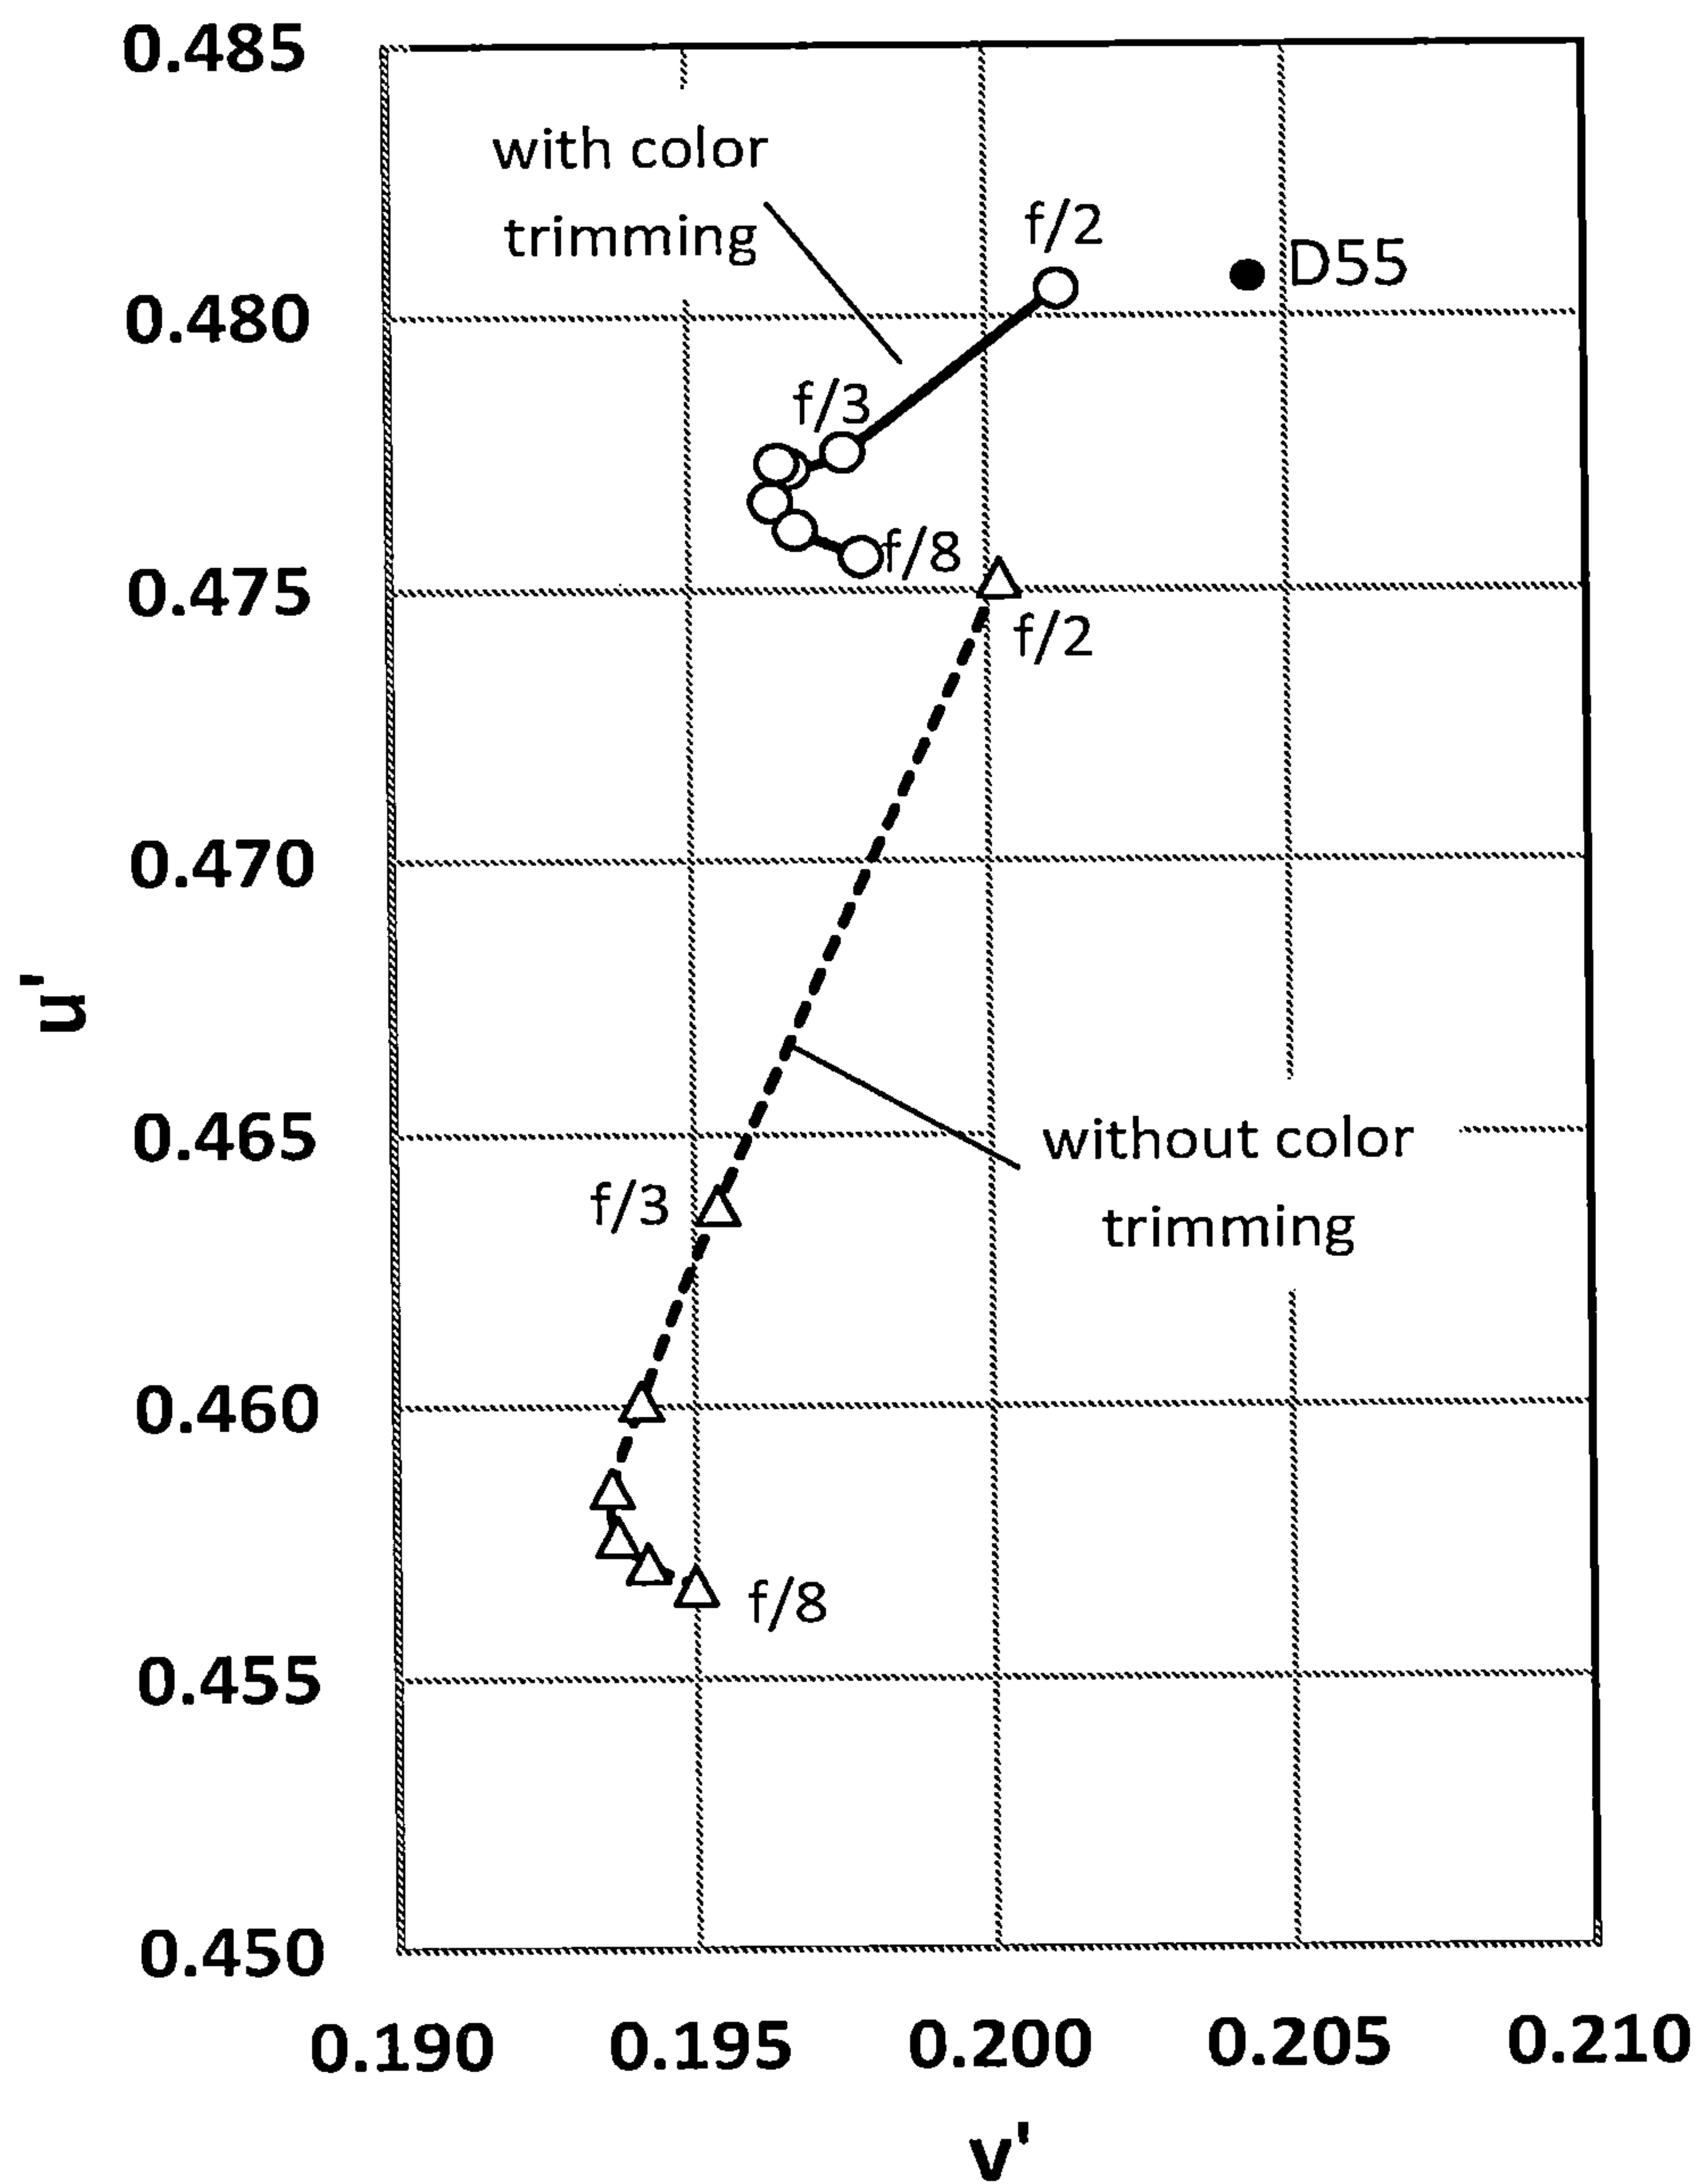 0.485
with color
trimming
f/2
D55
0.480
f/3
f/8
0.475
f/2
0.470
u'
0.465
without color
trimming
f/3
0.460
f/8
0.455
0.450
0.190 0.195 0.200 0.205 0.210
v'